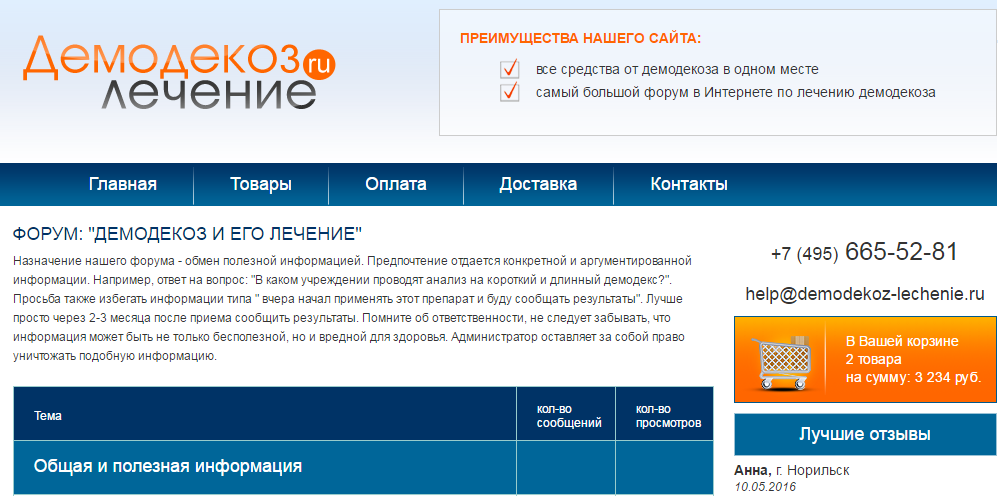 Демодекоз.ru
лечение
ПРЕИМУЩЕСТВА НАШЕГО САЙТА:
все средства от демодекоза в одном месте
самый большой форум в Интернете по лечению демодекоза
Главная
Товары
Оплата
Доставка
Контакты
ФОРУМ: "ДЕМОДЕКОЗ И ЕГО ЛЕЧЕНИЕ"
Назначение нашего форума - обмен полезной информацией. Предпочтение отдается конкретной и аргументированной
информации. Например, ответ на вопрос: "В каком учреждении проводят анализ на короткий и длинный демодекс?".
Просьба также избегать информации типа " вчера начал применять этот препарат и буду сообщать результаты". Лучше
просто через 2-3 месяца после приема сообщить результаты. Помните об ответственности, не следует забывать, что
информация может быть не только бесполезной, но и вредной для здоровья. Администратор оставляет за собой право
уничтожать подобную информацию.
Тема
кол-во
сообщений
кол-во
просмотров
Общая и полезная информация
+7 (495) 665-52-81
help@demodekoz-lechenie.ru
В Вашей корзине
2 товара
на сумму: 3 234 руб.
Лучшие отзывы
Анна, г. Норильск
10.05.2016